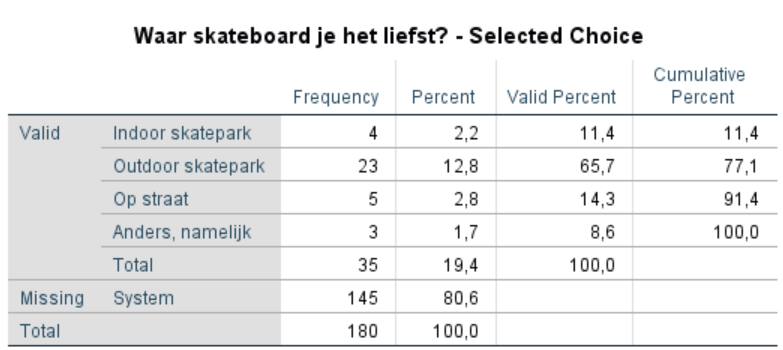 Waar skateboard je het liefst? - Selected Choice
Frequency Percent Valid Percent Cumulative Percent
Valid Indoor skatepark 4 2,2 11,4 11,4
Outdoor skatepark 23 12,8 65,7 77,1
Op straat 5 2,8 14,3 91,4
Anders, namelijk 3 1,7 8,6 100,0
Total 35 19,4 100,0
Missing System 145 80,6
Total 180 100,0